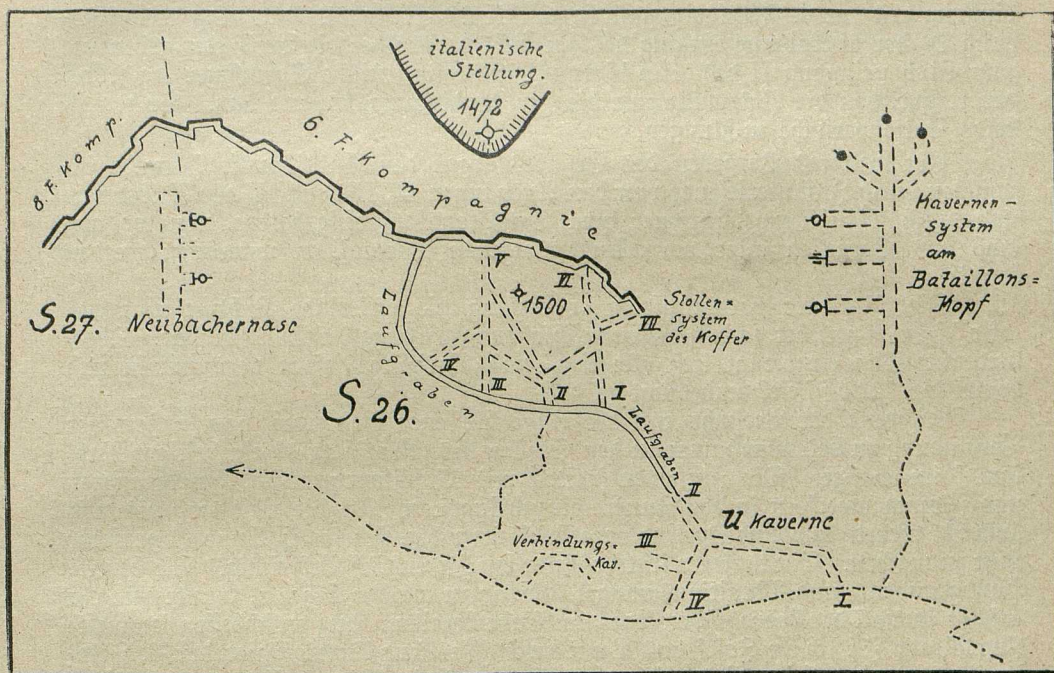 italienische
Stellung.
1472
8. F. Komp.
6. F. Kompagnie
Kavernen-
system
am
Bataillons=
Kopf
V
VI
1500
VII
Stollen=
system
des Koffer
S.27. Neubachernase
Laufgraben
IV
III
II
I
S.26.
Laufgraben
II
U Kaverne
Verbindungs=
Kav.
III
IV
I